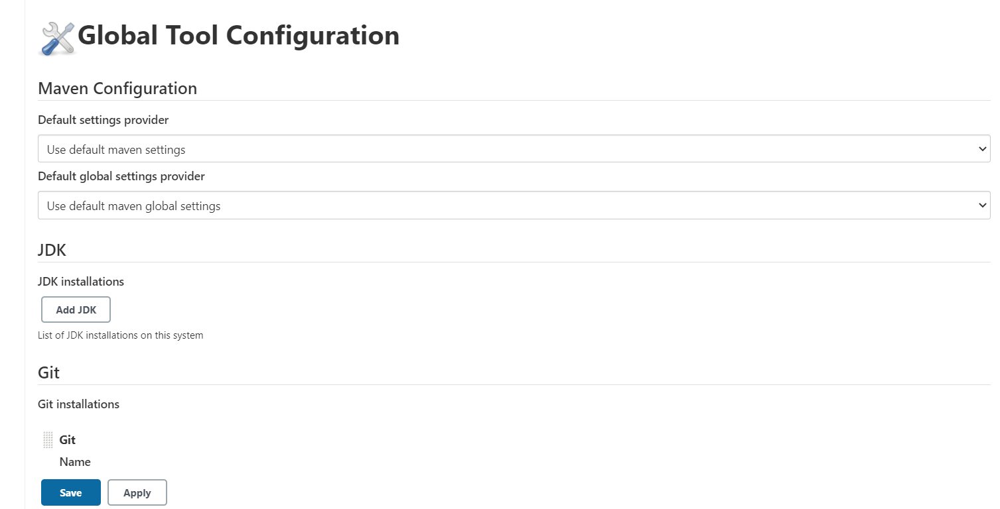 Global Tool Configuration
Maven Configuration
Default settings provider
Use default maven settings
Default global settings provider
Use default maven global settings
JDK
JDK installations
Add JDK
List of JDK installations on this system
Git
Git installations
Git
Name
Save Apply